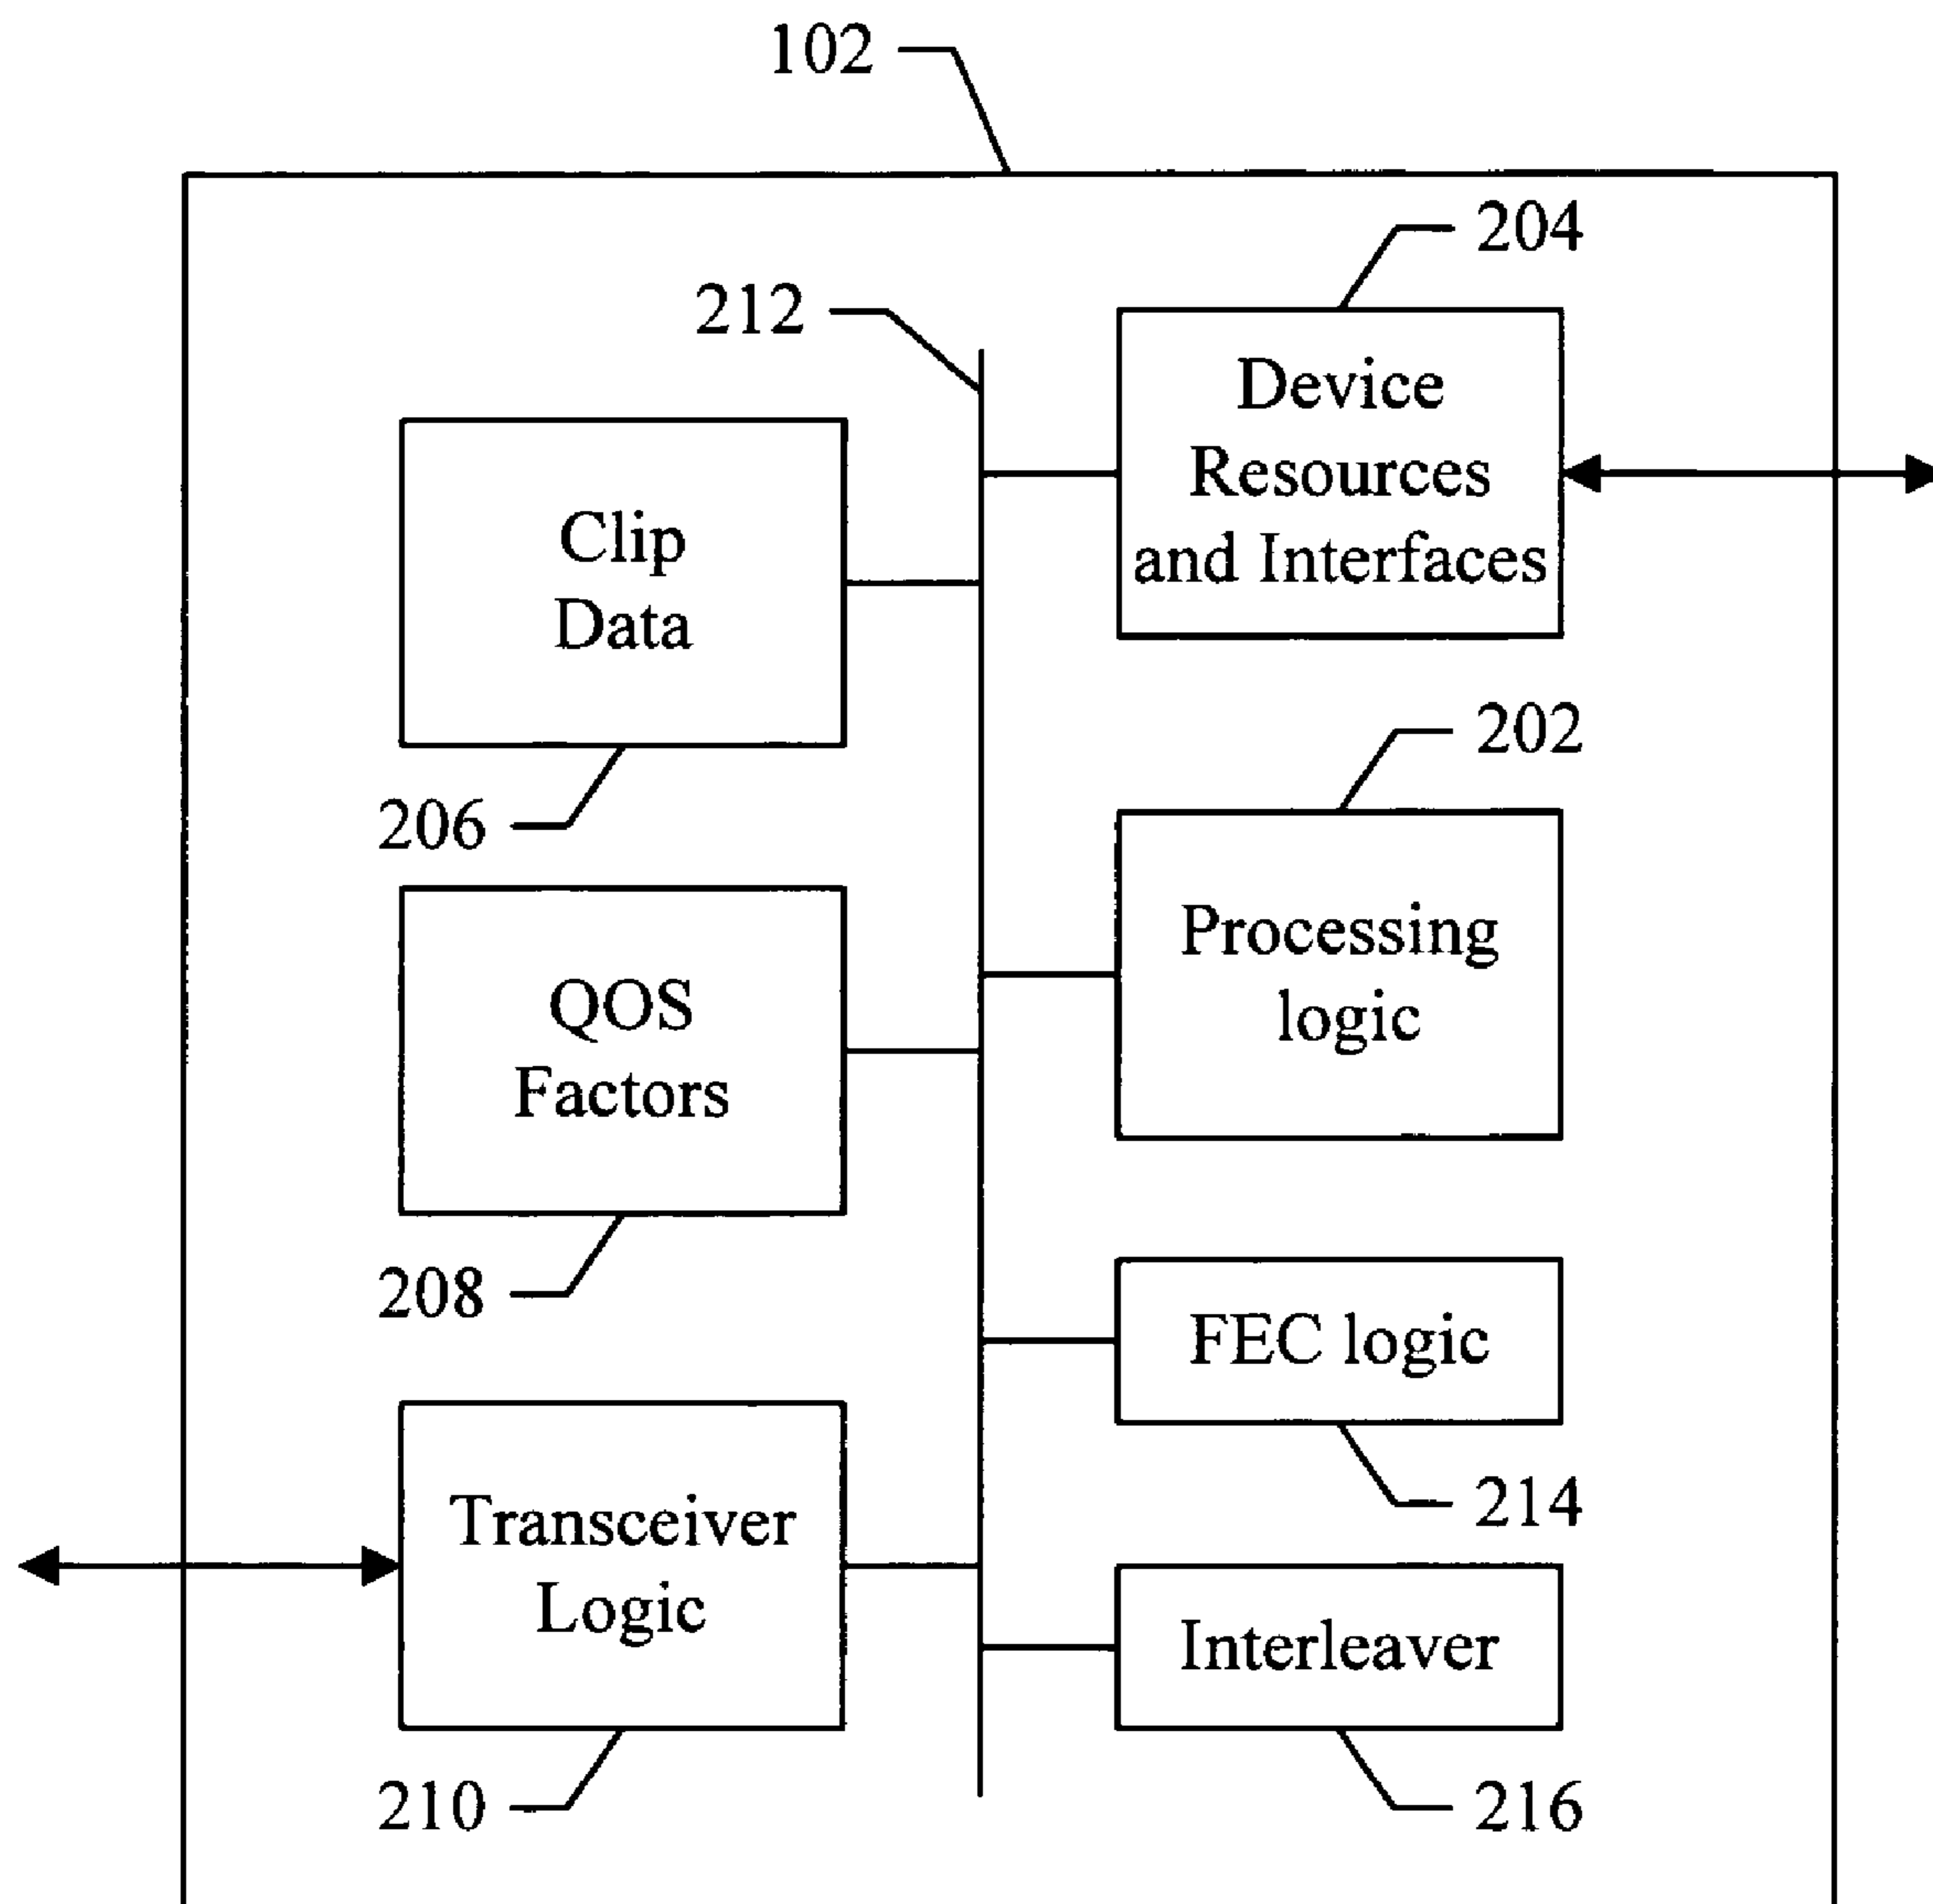 102
204
212
Device
Resources
and Interfaces
Clip
Data
202
206
Processing
logic
QOS
Factors
208
FEC logic
214
Transceiver
Logic
Interleaver
210
216